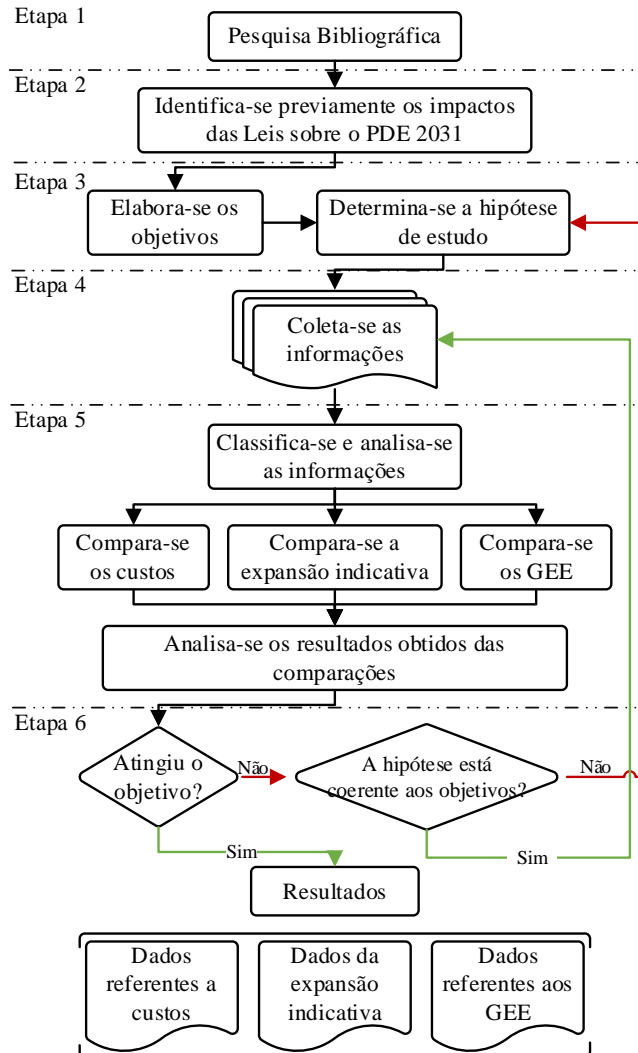 Etapa 1
Pesquisa Bibliográfica
Etapa 2
Identifica-se previamente os impactos
das Leis sobre o PDE 2031
Etapa 3
Elabora-se os
objetivos
Determina-se a hipótese
de estudo
Etapa 4
Coleta-se as
informações
Etapa 5
Classifica-se e analisa-se
as informações
Compara-se
os custos
Compara-se a
expansão indicativa
Compara-se
os GEE
Analisa-se os resultados obtidos das
comparações
Etapa 6
Atingiu o
objetivo?
Não
A hipótese está
coerente aos objetivos?
Não
Sim
Sim
Resultados
Dados
referentes a
custos
Dados da
expansão
indicativa
Dados
referentes aos
GEE